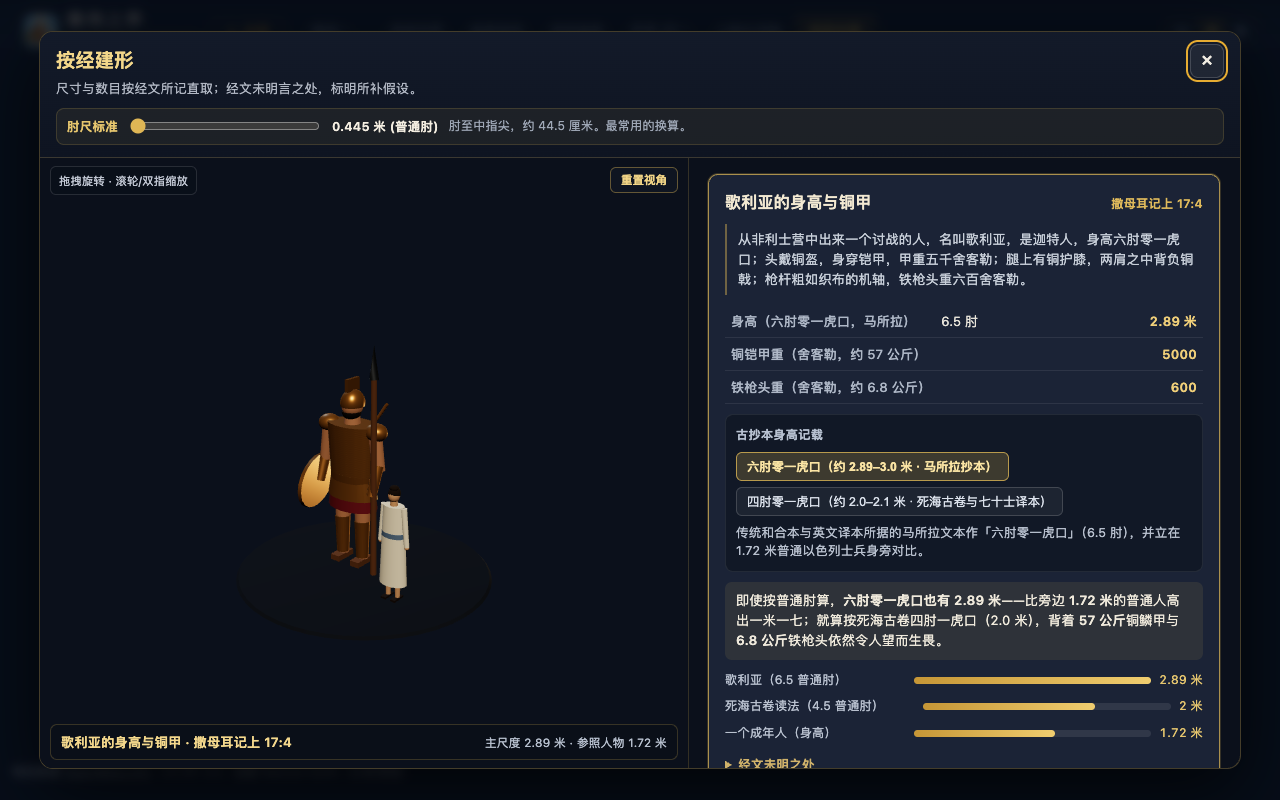 按经建形
尺寸与数目按经文所记直取；经文未明言之处，标明所补假设。
肘尺标准 0.445 米 (普通肘) 肘至中指尖，约 44.5 厘米。最常用的换算。
拖拽旋转 · 滚轮/双指缩放
重置视角
歌利亚的身高与铜甲 · 撒母耳记上 17:4
主尺度 2.89 米 · 参照人物 1.72 米
歌利亚的身高与铜甲
撒母耳记上 17:4
从非利士营中出来一个讨战的人，名叫歌利亚，是迦特人，身高六肘零一虎
口；头戴铜盔，身穿铠甲，甲重五千舍客勒；腿上有铜护膝，两肩之中背负铜
戟；枪杆粗如织布的机轴，铁枪头重六百舍客勒。
身高（六肘零一虎口，马所拉） 6.5 肘 2.89 米
铜铠甲重（舍客勒，约 57 公斤） 5000
铁枪头重（舍客勒，约 6.8 公斤） 600
古抄本身高记载
六肘零一虎口（约 2.89–3.0 米 · 马所拉抄本）
四肘零一虎口（约 2.0–2.1 米 · 死海古卷与七十士译本）
传统和合本与英文译本所据的马所拉文本作「六肘零一虎口」（6.5 肘），并立在
1.72 米普通以色列士兵身旁对比。
即使按普通肘算，六肘零一虎口也有 2.89 米——比旁边 1.72 米的普通人高
出一米一七；就算按死海古卷四肘一虎口（2.0 米），背着 57 公斤铜鳞甲与
6.8 公斤铁枪头依然令人望而生畏。
歌利亚（6.5 普通肘） 2.89 米
死海古卷读法（4.5 普通肘） 2 米
一个成年人（身高） 1.72 米
▶ 经文未明之处